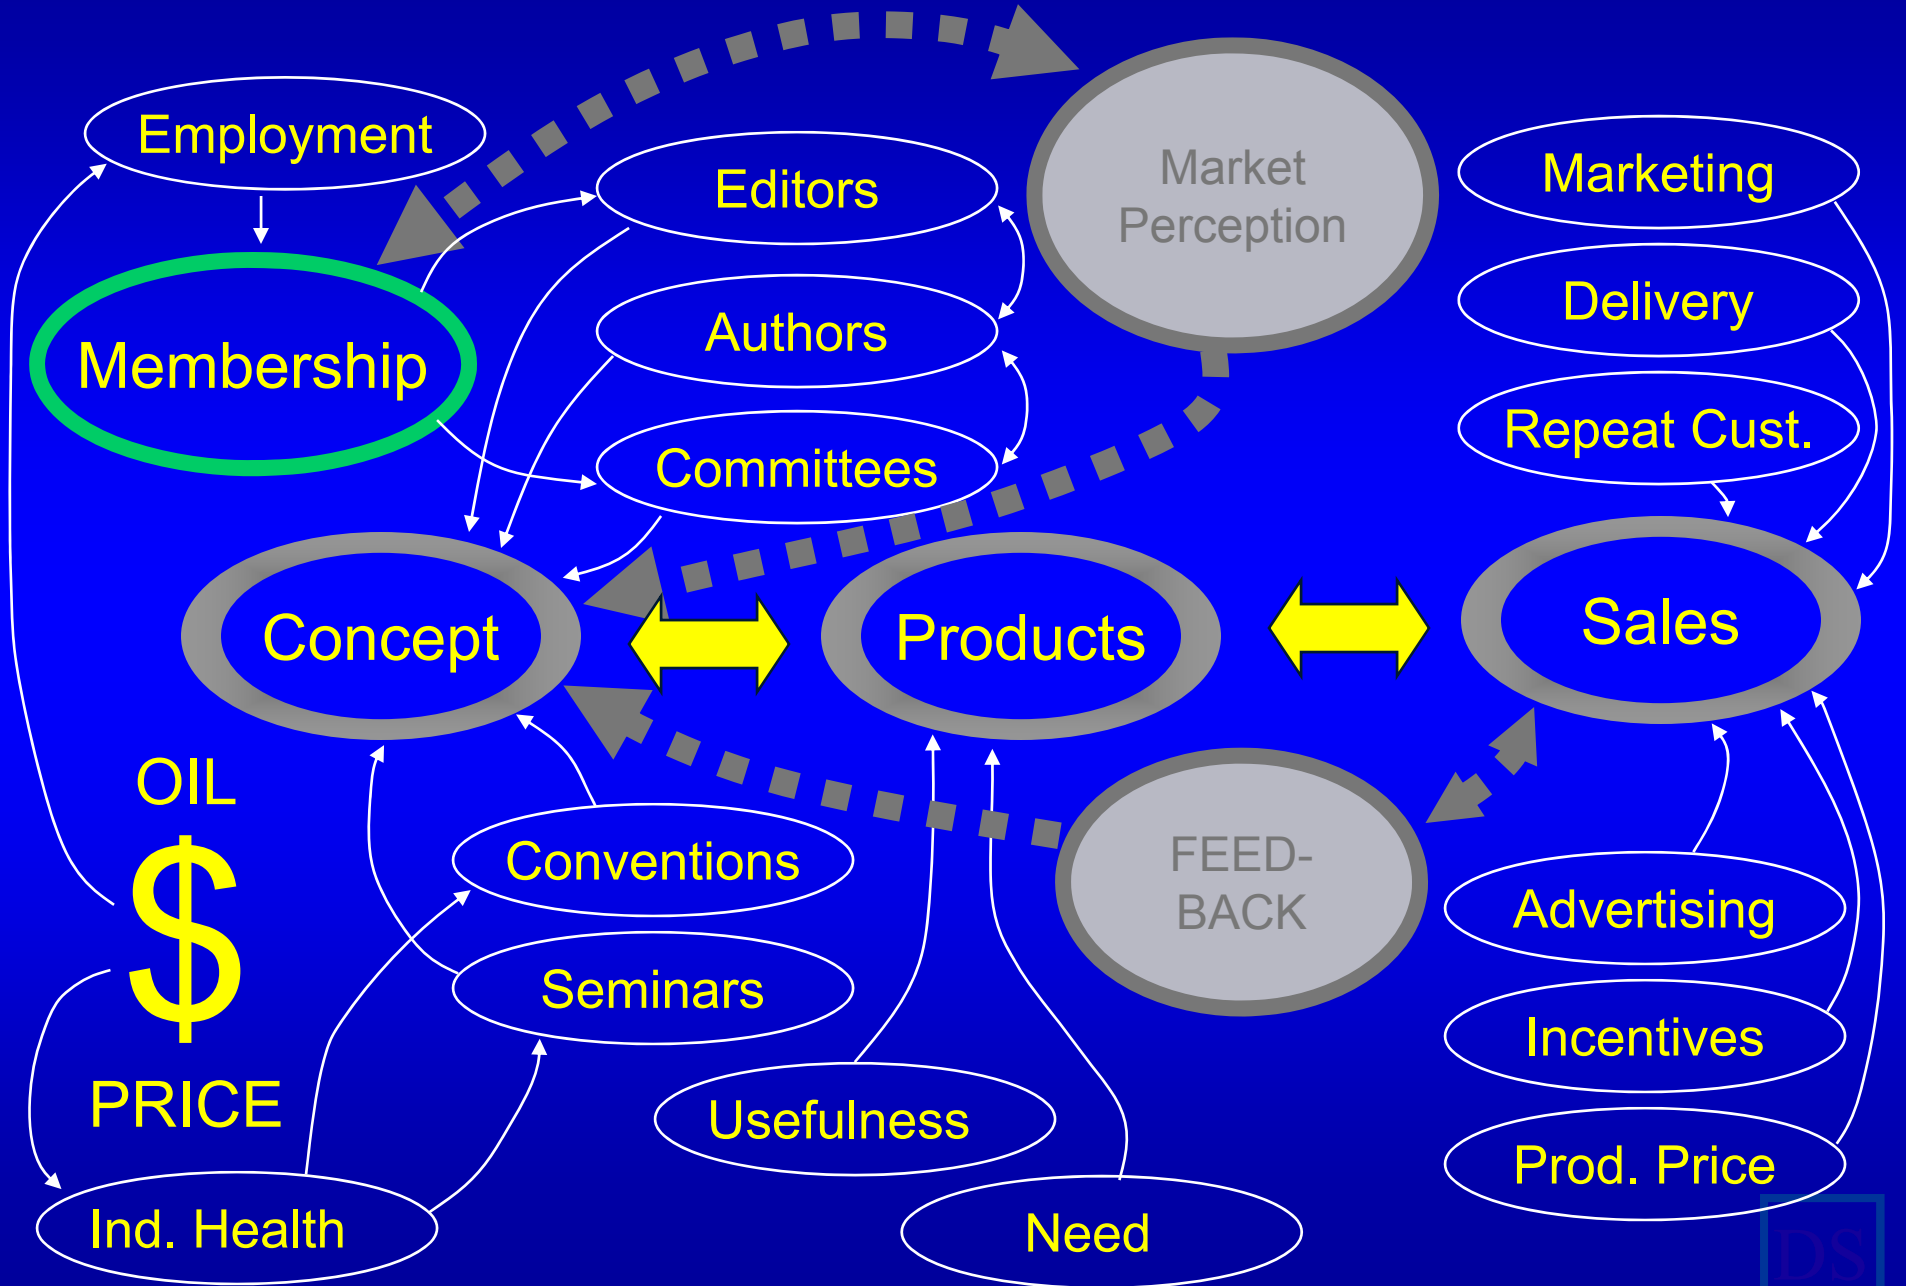 Employment
Editors
Market
Perception
Marketing
Membership
Authors
Delivery
Committees
Repeat Cust.
Concept
Products
Sales
OIL
$
PRICE
Conventions
Seminars
FEED-
BACK
Advertising
Incentives
Usefulness
Prod. Price
Ind. Health
Need
DS